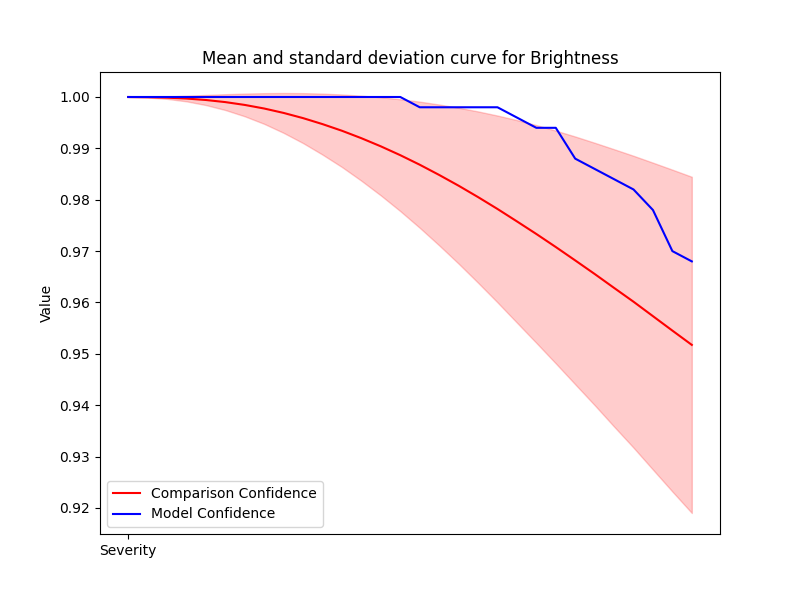 Mean and standard deviation curve for Brightness
1.00
0.99
0.98
0.97
0.96
0.95
0.94
0.93
0.92
Value
Comparison Confidence
Model Confidence
Severity